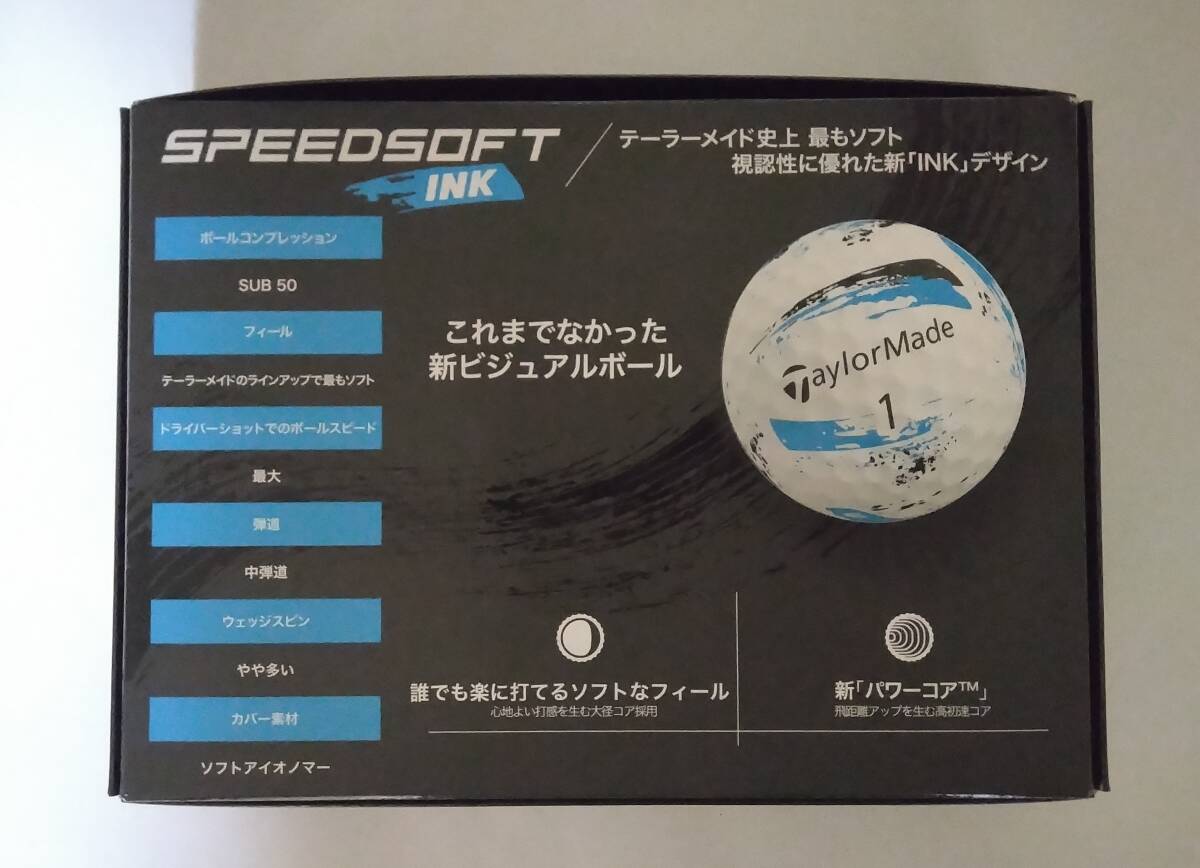 SPEEDSOFT
INK
テーラーメイド史上 最もソフト
視認性に優れた新「INK」デザイン
ボールコンプレッション
SUB 50
フィール
テーラーメイドのラインアップで最もソフト
ドライバーショットでのボールスピード
最大
弾道
中弾道
ウェッジスピン
やや多い
カバー素材
ソフトアイオノマー
これまでなかった
新ビジュアルボール
TaylorMade
1
誰でも楽に打てるソフトなフィール
心地よい打感を生む大径コア採用
新「パワーコア™」
飛距離アップを生む高初速コア